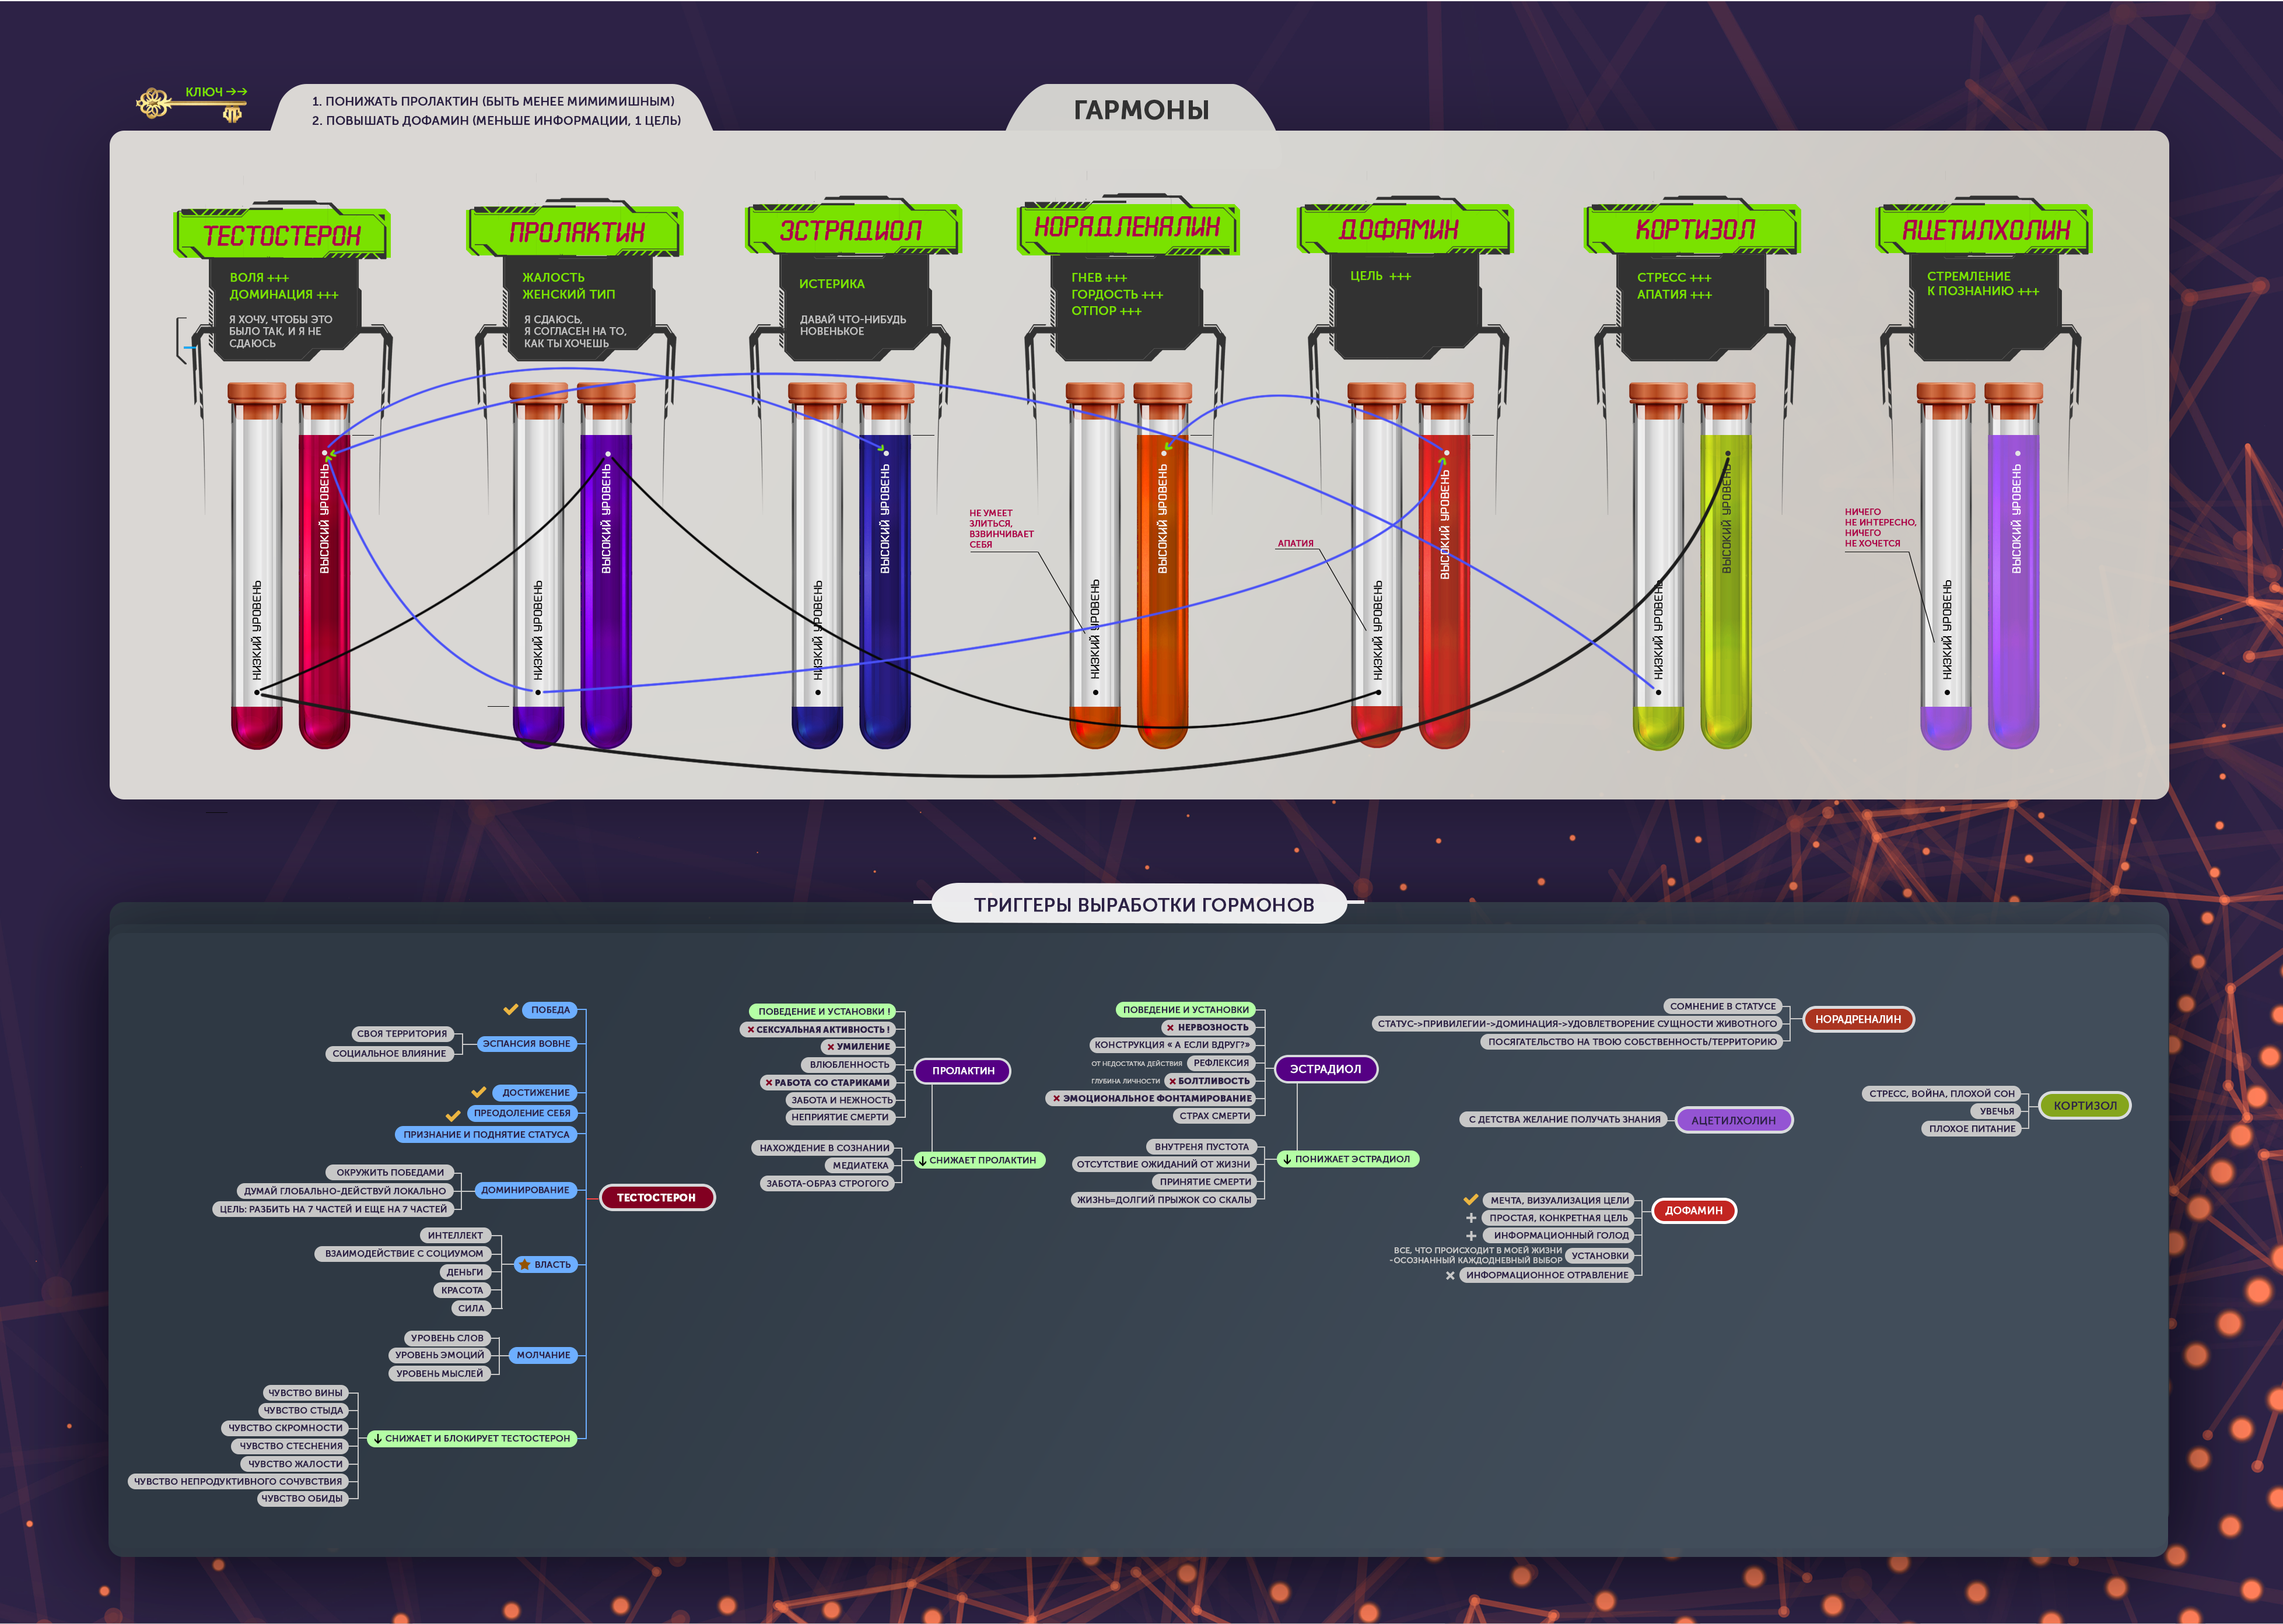 КЛЮЧ →→
1. ПОНИЖАТЬ ПРОЛАКТИН (БЫТЬ МЕНЕЕ МИМИМИШНЫМ)
2. ПОВЫШАТЬ ДОФАМИН (МЕНЬШЕ ИНФОРМАЦИИ, 1 ЦЕЛЬ)
ГАРМОНЫ
ТЕСТОСТЕРОН
ВОЛЯ +++
ДОМИНАЦИЯ +++
Я ХОЧУ, ЧТОБЫ ЭТО
БЫЛО ТАК, И Я НЕ
СДАЮСЬ
НИЗКИЙ УРОВЕНЬ
ВЫСОКИЙ УРОВЕНЬ
ПРОЛАКТИН
ЖАЛОСТЬ
ЖЕНСКИЙ ТИП
Я СДАЮСЬ,
Я СОГЛАСЕН НА ТО,
КАК ТЫ ХОЧЕШЬ
НИЗКИЙ УРОВЕНЬ
ВЫСОКИЙ УРОВЕНЬ
ЭСТРАДИОЛ
ИСТЕРИКА
ДАВАЙ ЧТО-НИБУДЬ
НОВЕНЬКОЕ
НИЗКИЙ УРОВЕНЬ
ВЫСОКИЙ УРОВЕНЬ
НОРАДЛЕНАЛИН
ГНЕВ +++
ГОРДОСТЬ +++
ОТПОР +++
НЕ УМЕЕТ
ЗЛИТЬСЯ,
ВЗВИНЧИВАЕТ
СЕБЯ
НИЗКИЙ УРОВЕНЬ
ВЫСОКИЙ УРОВЕНЬ
ДОФАМИН
ЦЕЛЬ +++
АПАТИЯ
НИЗКИЙ УРОВЕНЬ
ВЫСОКИЙ УРОВЕНЬ
КОРТИЗОЛ
СТРЕСС +++
АПАТИЯ +++
НИЗКИЙ УРОВЕНЬ
ВЫСОКИЙ УРОВЕНЬ
АЦЕТИЛХОЛИН
СТРЕМЛЕНИЕ
К ПОЗНАНИЮ +++
НИЧЕГО
НЕ ИНТЕРЕСНО,
НИЧЕГО
НЕ ХОЧЕТСЯ
НИЗКИЙ УРОВЕНЬ
ВЫСОКИЙ УРОВЕНЬ
ТРИГГЕРЫ ВЫРАБОТКИ ГОРМОНОВ
ТЕСТОСТЕРОН
ПОБЕДА
ЭСПАНСИЯ ВОВНЕ
СВОЯ ТЕРРИТОРИЯ
СОЦИАЛЬНОЕ ВЛИЯНИЕ
ДОСТИЖЕНИЕ
ПРЕОДОЛЕНИЕ СЕБЯ
ПРИЗНАНИЕ И ПОДНЯТИЕ СТАТУСА
ДОМИНИРОВАНИЕ
ОКРУЖИТЬ ПОБЕДАМИ
ДУМАЙ ГЛОБАЛЬНО-ДЕЙСТВУЙ ЛОКАЛЬНО
ЦЕЛЬ: РАЗБИТЬ НА 7 ЧАСТЕЙ И ЕЩЕ НА 7 ЧАСТЕЙ
ВЛАСТЬ
ИНТЕЛЛЕКТ
ВЗАИМОДЕЙСТВИЕ С СОЦИУМОМ
ДЕНЬГИ
КРАСОТА
СИЛА
МОЛЧАНИЕ
УРОВЕНЬ СЛОВ
УРОВЕНЬ ЭМОЦИЙ
УРОВЕНЬ МЫСЛЕЙ
↓ СНИЖАЕТ И БЛОКИРУЕТ ТЕСТОСТЕРОН
ЧУВСТВО ВИНЫ
ЧУВСТВО СТЫДА
ЧУВСТВО СКРОМНОСТИ
ЧУВСТВО СТЕСНЕНИЯ
ЧУВСТВО ЖАЛОСТИ
ЧУВСТВО НЕПРОДУКТИВНОГО СОЧУВСТВИЯ
ЧУВСТВО ОБИДЫ
ПРОЛАКТИН
ПОВЕДЕНИЕ И УСТАНОВКИ !
СЕКСУАЛЬНАЯ АКТИВНОСТЬ !
УМИЛЕНИЕ
ВЛЮБЛЕННОСТЬ
РАБОТА СО СТАРИКАМИ
ЗАБОТА И НЕЖНОСТЬ
НЕПРИЯТИЕ СМЕРТИ
↓ СНИЖАЕТ ПРОЛАКТИН
НАХОЖДЕНИЕ В СОЗНАНИИ
МЕДИАТЕКА
ЗАБОТА-ОБРАЗ СТРОГОГО
ЭСТРАДИОЛ
ПОВЕДЕНИЕ И УСТАНОВКИ
НЕРВОЗНОСТЬ
КОНСТРУКЦИЯ « А ЕСЛИ ВДРУГ?»
ОТ НЕДОСТАТКА ДЕЙСТВИЯ РЕФЛЕКСИЯ
ГЛУБИНА ЛИЧНОСТИ БОЛТЛИВОСТЬ
ЭМОЦИОНАЛЬНОЕ ФОНТАМИРОВАНИЕ
СТРАХ СМЕРТИ
↓ ПОНИЖАЕТ ЭСТРАДИОЛ
ВНУТРЕНЯ ПУСТОТА
ОТСУТСТВИЕ ОЖИДАНИЙ ОТ ЖИЗНИ
ПРИНЯТИЕ СМЕРТИ
ЖИЗНЬ=ДОЛГИЙ ПРЫЖОК СО СКАЛЫ
НОРАДРЕНАЛИН
СОМНЕНИЕ В СТАТУСЕ
СТАТУС->ПРИВИЛЕГИИ->ДОМИНАЦИЯ->УДОВЛЕТВОРЕНИЕ СУЩНОСТИ ЖИВОТНОГО
ПОСЯГАТЕЛЬСТВО НА ТВОЮ СОБСТВЕННОСТЬ/ТЕРРИТОРИЮ
АЦЕТИЛХОЛИН
С ДЕТСТВА ЖЕЛАНИЕ ПОЛУЧАТЬ ЗНАНИЯ
КОРТИЗОЛ
СТРЕСС, ВОЙНА, ПЛОХОЙ СОН
УВЕЧЬЯ
ПЛОХОЕ ПИТАНИЕ
ДОФАМИН
МЕЧТА, ВИЗУАЛИЗАЦИЯ ЦЕЛИ
ПРОСТАЯ, КОНКРЕТНАЯ ЦЕЛЬ
ИНФОРМАЦИОННЫЙ ГОЛОД
ВСЕ, ЧТО ПРОИСХОДИТ В МОЕЙ ЖИЗНИ
-ОСОЗНАННЫЙ КАЖДОДНЕВНЫЙ ВЫБОР
УСТАНОВКИ
ИНФОРМАЦИОННОЕ ОТРАВЛЕНИЕ